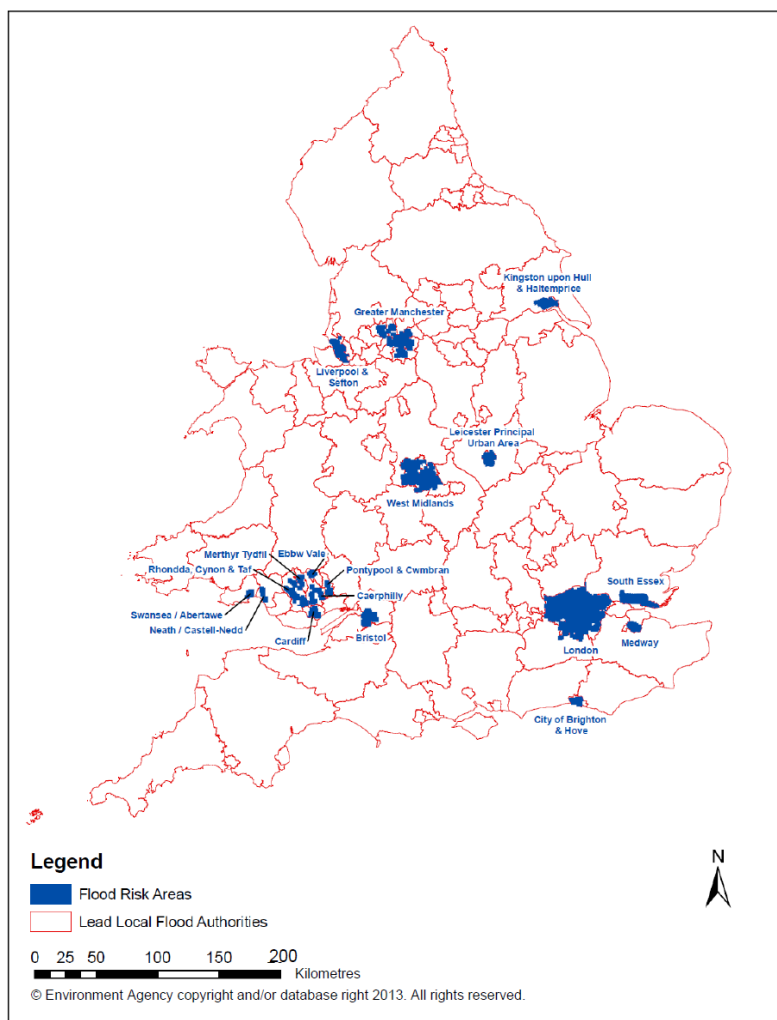 Kingston upon Hull
& Haltemprice
Greater Manchester
Liverpool &
Sefton
Leicester Principal
Urban Area
West Midlands
Merthyr Tydfil
Ebbw Vale
Rhondda, Cynon & Taf
Pontypool & Cwmbran
Caerphilly
Swansea / Abertawe
Neath / Castell-Nedd
Cardiff
Bristol
South Essex
London
Medway
City of Brighton
& Hove
Legend
Flood Risk Areas
Lead Local Flood Authorities
N
0 25 50 100 150 200
Kilometres
© Environment Agency copyright and/or database right 2013. All rights reserved.